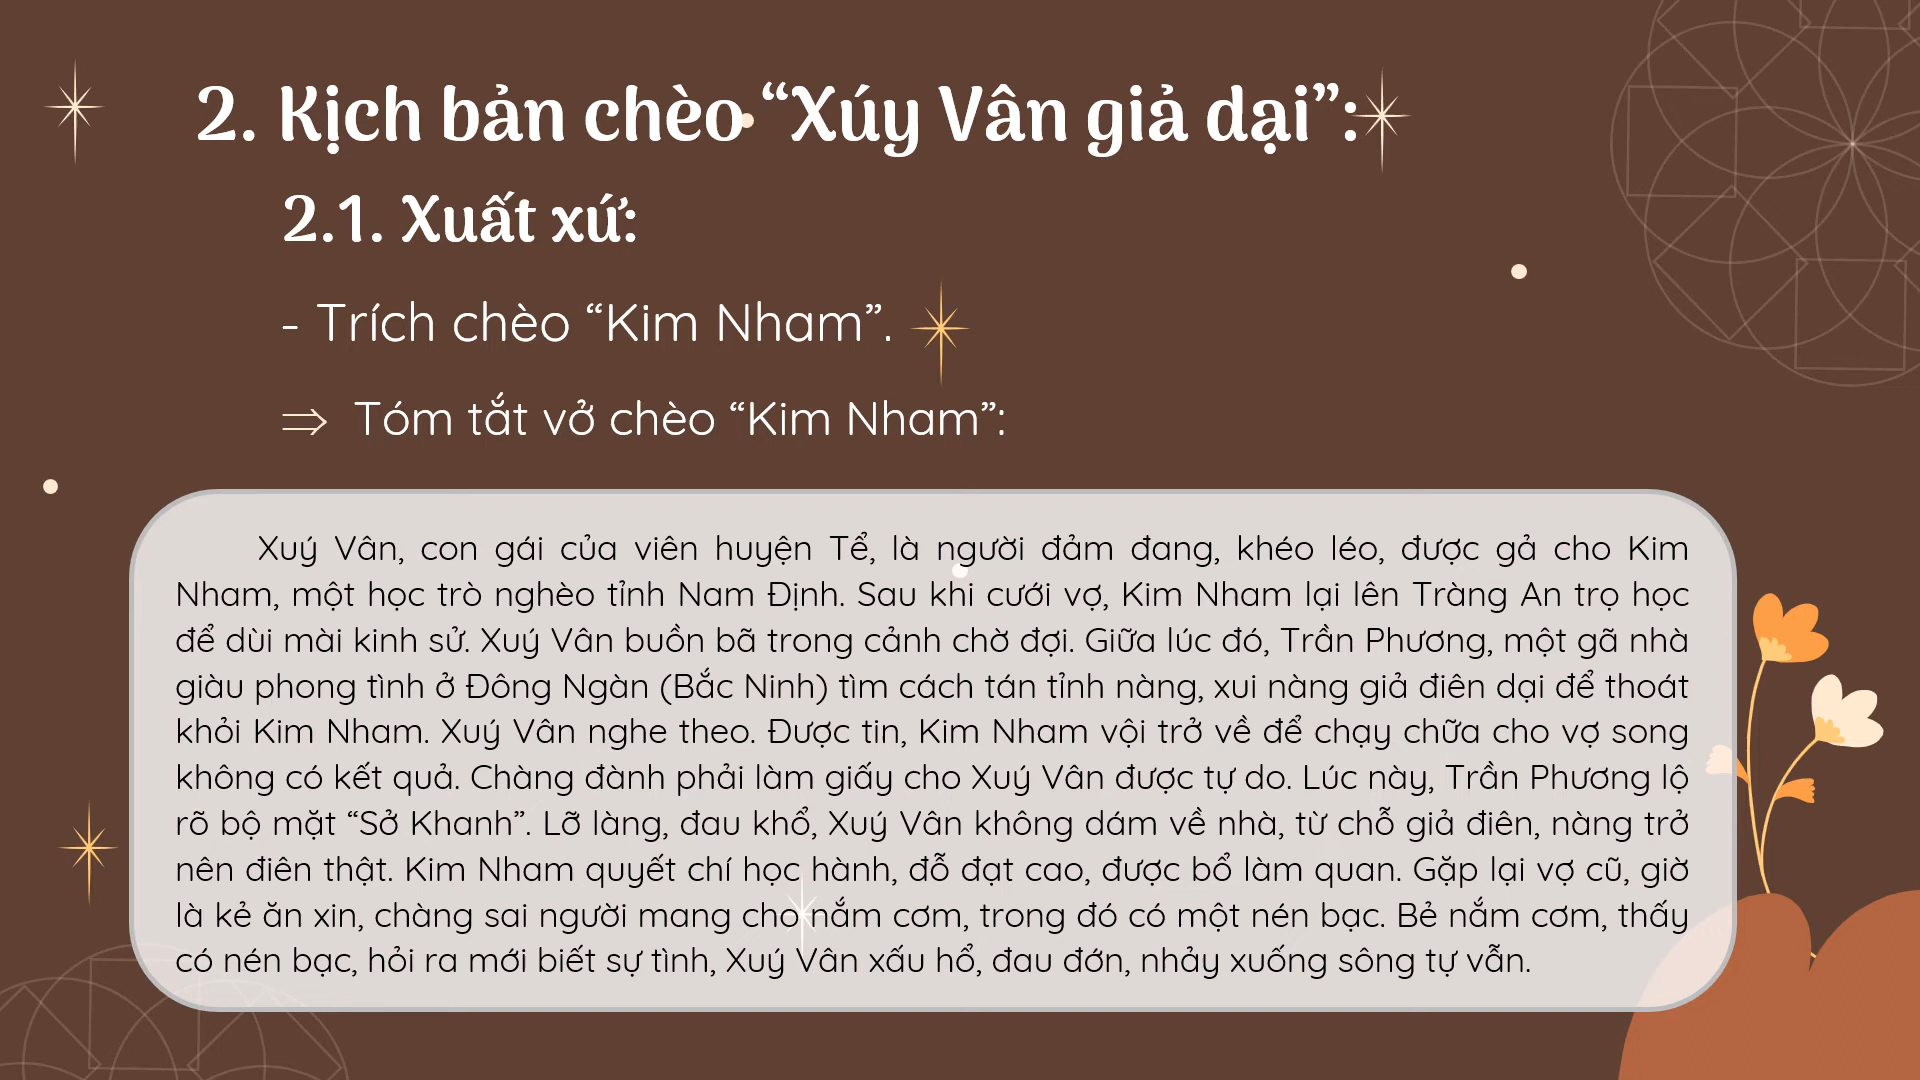 2. Kịch bản chèo “Xúy Vân giả dại”:
2.1. Xuất xứ:
- Trích chèo “Kim Nham”.
⇒ Tóm tắt vở chèo “Kim Nham”:
Xuý Vân, con gái của viên huyện Tể, là người đảm đang, khéo léo, được gả cho Kim
Nham, một học trò nghèo tỉnh Nam Định. Sau khi cưới vợ, Kim Nham lại lên Tràng An trọ học
để dùi mài kinh sử. Xuý Vân buồn bã trong cảnh chờ đợi. Giữa lúc đó, Trần Phương, một gã nhà
giàu phong tình ở Đông Ngàn (Bắc Ninh) tìm cách tán tỉnh nàng, xui nàng giả điên dại để thoát
khỏi Kim Nham. Xuý Vân nghe theo. Được tin, Kim Nham vội trở về để chạy chữa cho vợ song
không có kết quả. Chàng đành phải làm giấy cho Xuý Vân được tự do. Lúc này, Trần Phương lộ
rõ bộ mặt “Sở Khanh”. Lỡ làng, đau khổ, Xuý Vân không dám về nhà, từ chỗ giả điên, nàng trở
nên điên thật. Kim Nham quyết chí học hành, đỗ đạt cao, được bổ làm quan. Gặp lại vợ cũ, giờ
là kẻ ăn xin, chàng sai người mang cho nắm cơm, trong đó có một nén bạc. Bẻ nắm cơm, thấy
có nén bạc, hỏi ra mới biết sự tình, Xuý Vân xấu hổ, đau đớn, nhảy xuống sông tự vẫn.